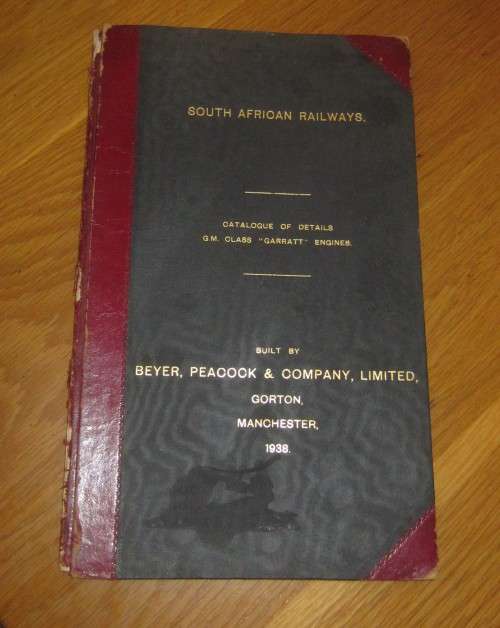 SOUTH AFRICAN RAILWAYS.
CATALOGUE OF DETAILS
G.M. CLASS "GARRATT" ENGINES.
BUILT BY
BEYER, PEACOCK & COMPANY, LIMITED,
GORTON,
MANCHESTER,
1938.